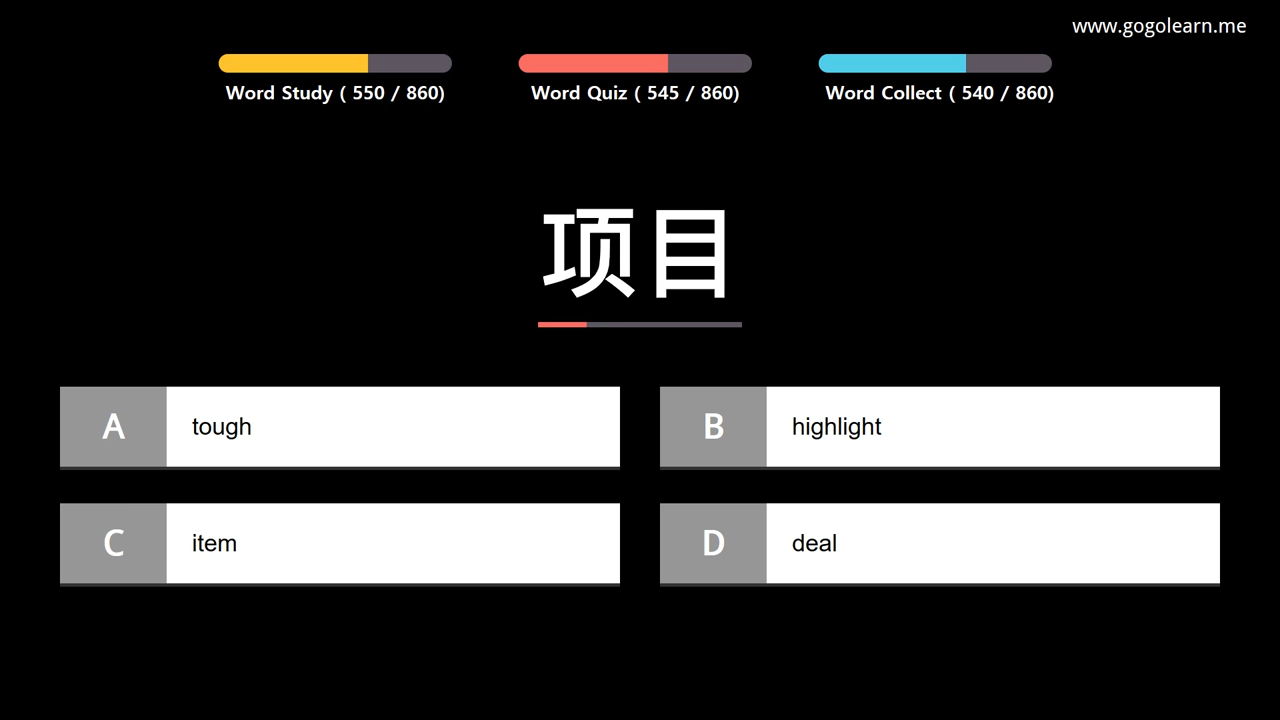 www.gogolearn.me
Word Study ( 550 / 860)
Word Quiz ( 545 / 860)
Word Collect ( 540 / 860)
项目
A tough
B highlight
C item
D deal